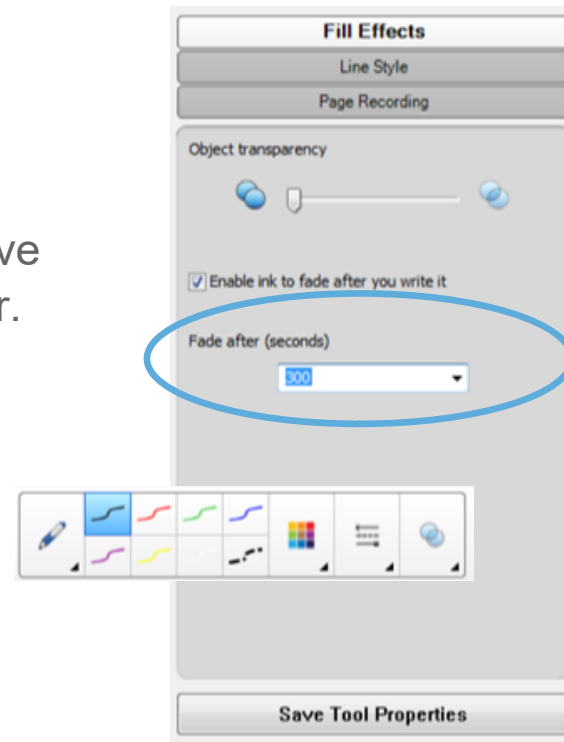 Fill Effects
Line Style
Page Recording
Object transparency
Enable ink to fade after you write it
Fade after (seconds)
300
Save Tool Properties